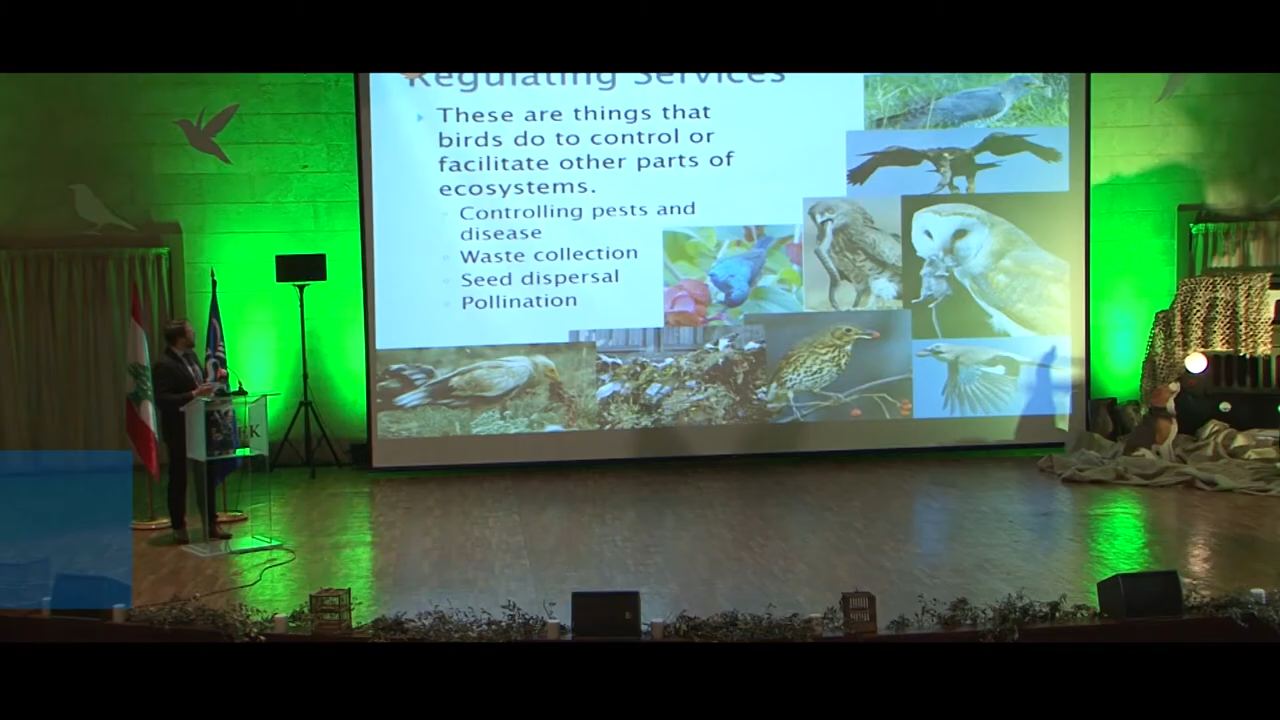 Regulating Services
These are things that
birds do to control or
facilitate other parts of
ecosystems.
Controlling pests and
disease
Waste collection
Seed dispersal
Pollination